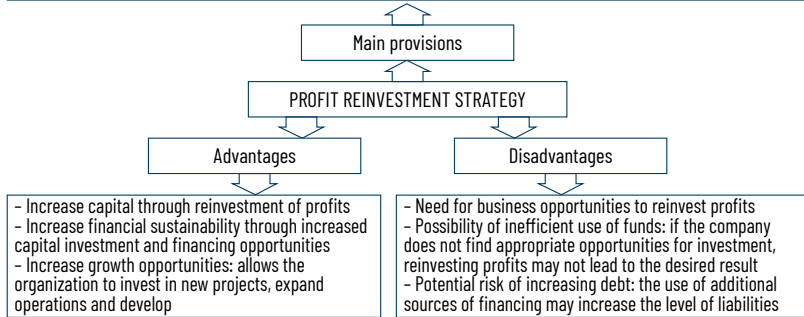 Main provisions
PROFIT REINVESTMENT STRATEGY
Advantages
Disadvantages
– Increase capital through reinvestment of profits
– Increase financial sustainability through increased
capital investment and financing opportunities
– Increase growth opportunities: allows the
organization to invest in new projects, expand
operations and develop
– Need for business opportunities to reinvest profits
– Possibility of inefficient use of funds: if the company
does not find appropriate opportunities for investment,
reinvesting profits may not lead to the desired result
– Potential risk of increasing debt: the use of additional
sources of financing may increase the level of liabilities